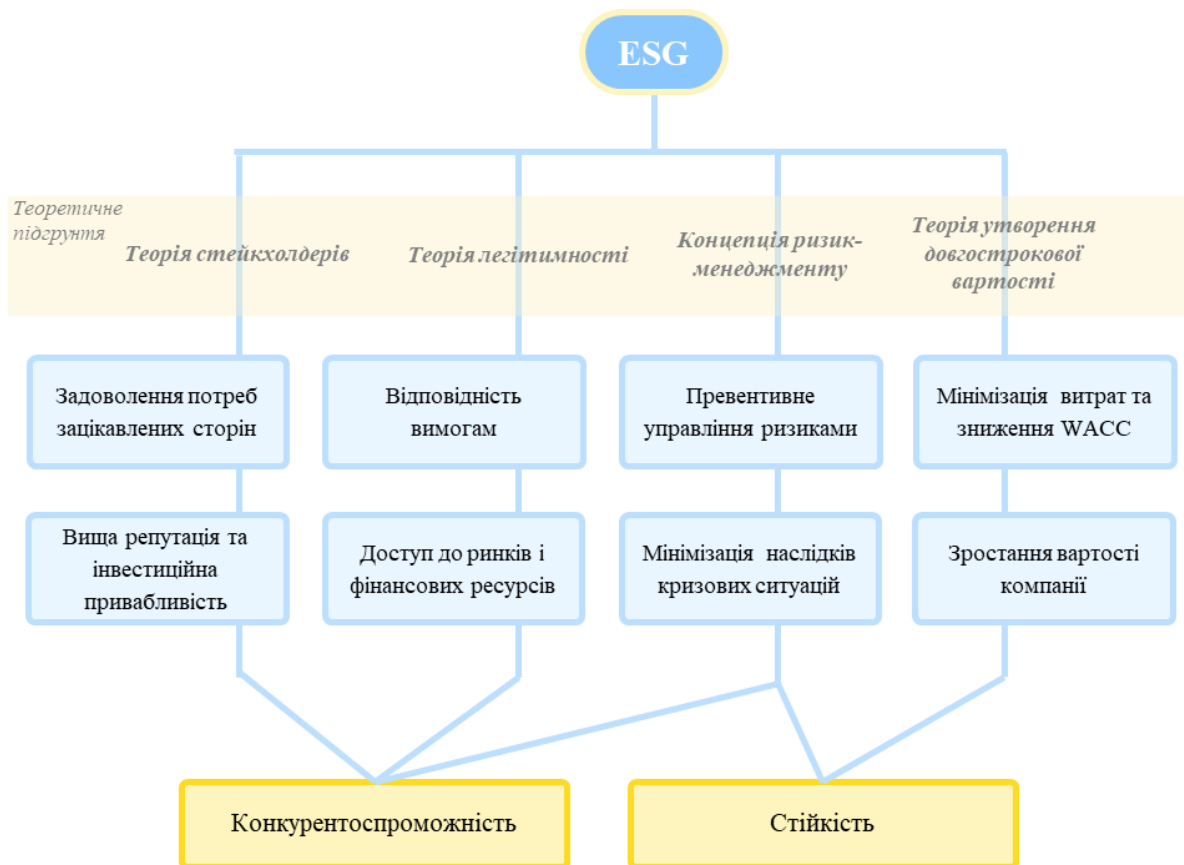 ESG
Теоретичне
підгрунтя
Теорія стейкхолдерів
Теорія легітимності
Концепція ризик-
менеджменту
Теорія утворення
довгострокової
вартості
Задоволення потреб
зацікавлених сторін
Відповідність
вимогам
Превентивне
управління ризиками
Мінімізація витрат та
зниження WACC
Вища репутація та
інвестиційна
привабливість
Доступ до ринків і
фінансових ресурсів
Мінімізація наслідків
кризових ситуацій
Зростання вартості
компанії
Конкурентоспроможність
Стійкість